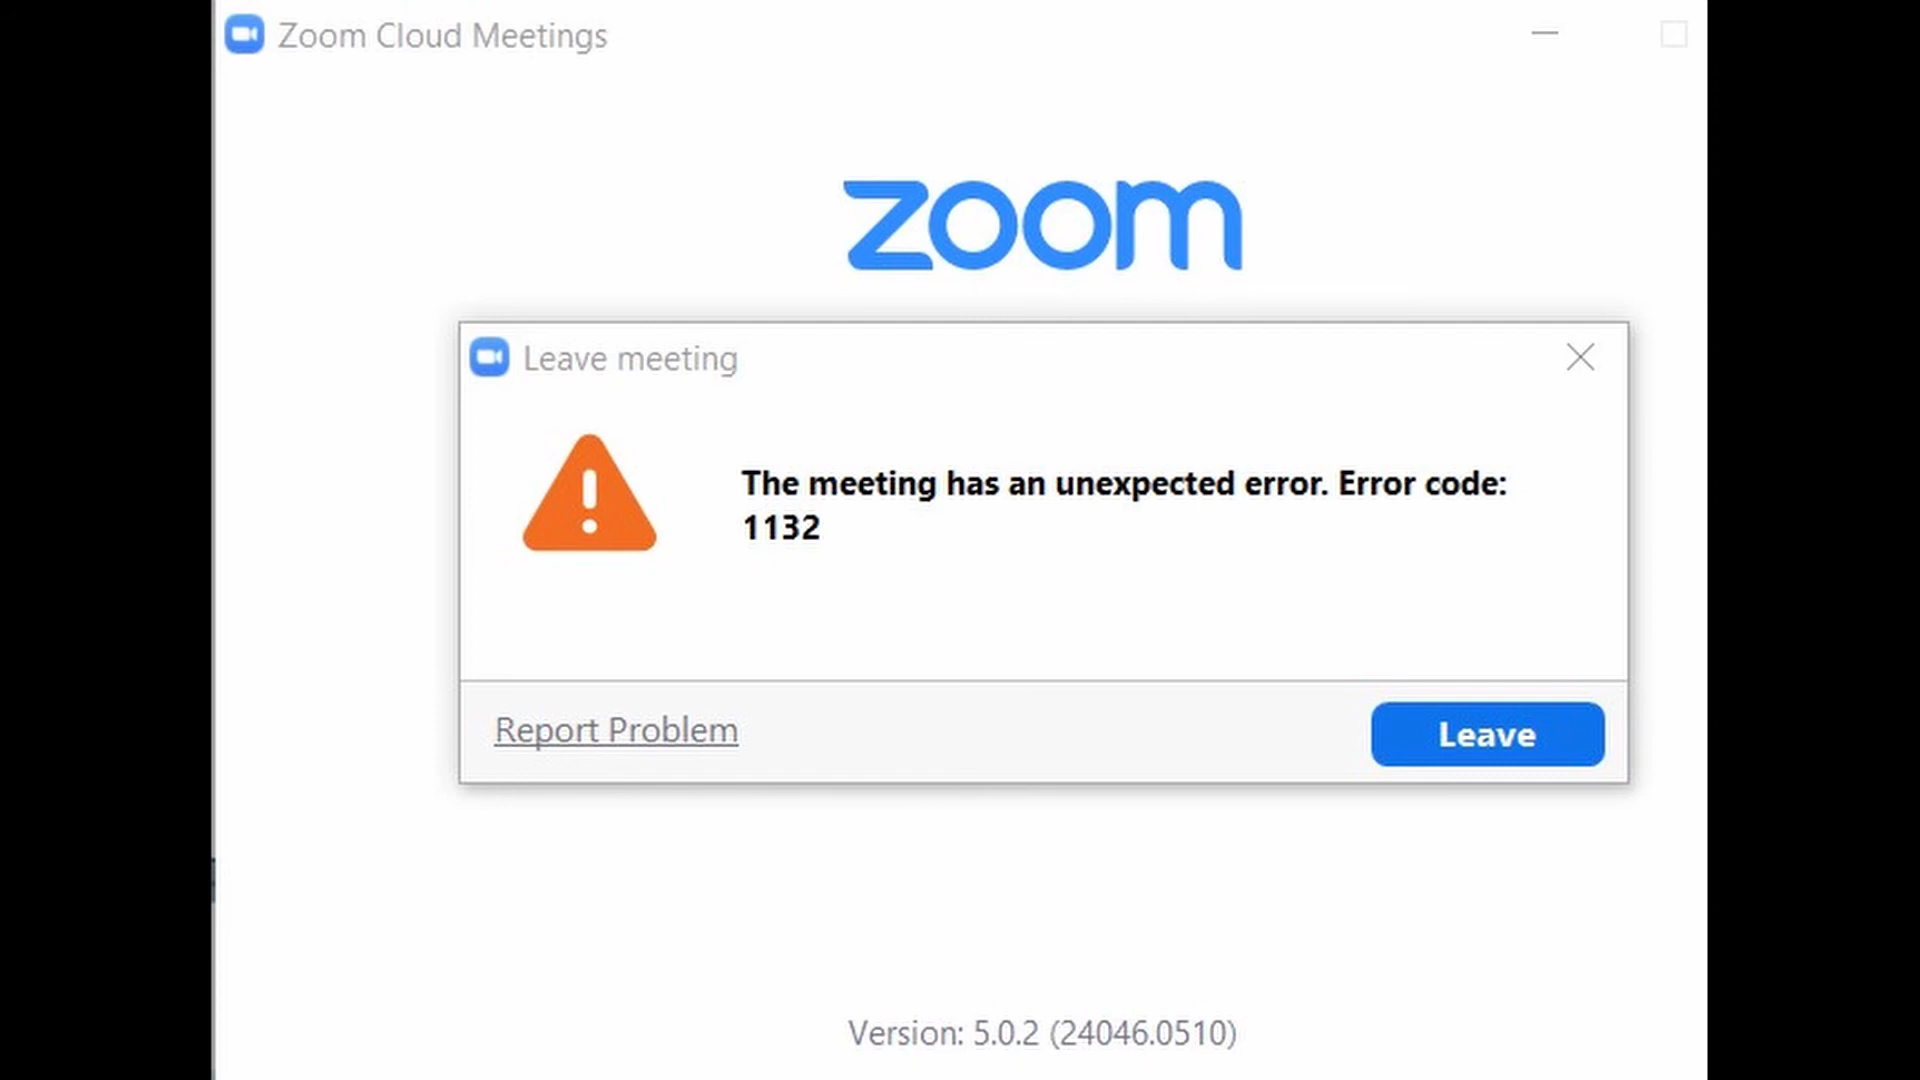 Zoom Cloud Meetings
zoom
Leave meeting
The meeting has an unexpected error. Error code:
1132
Report Problem
Leave
Version: 5.0.2 (24046.0510)